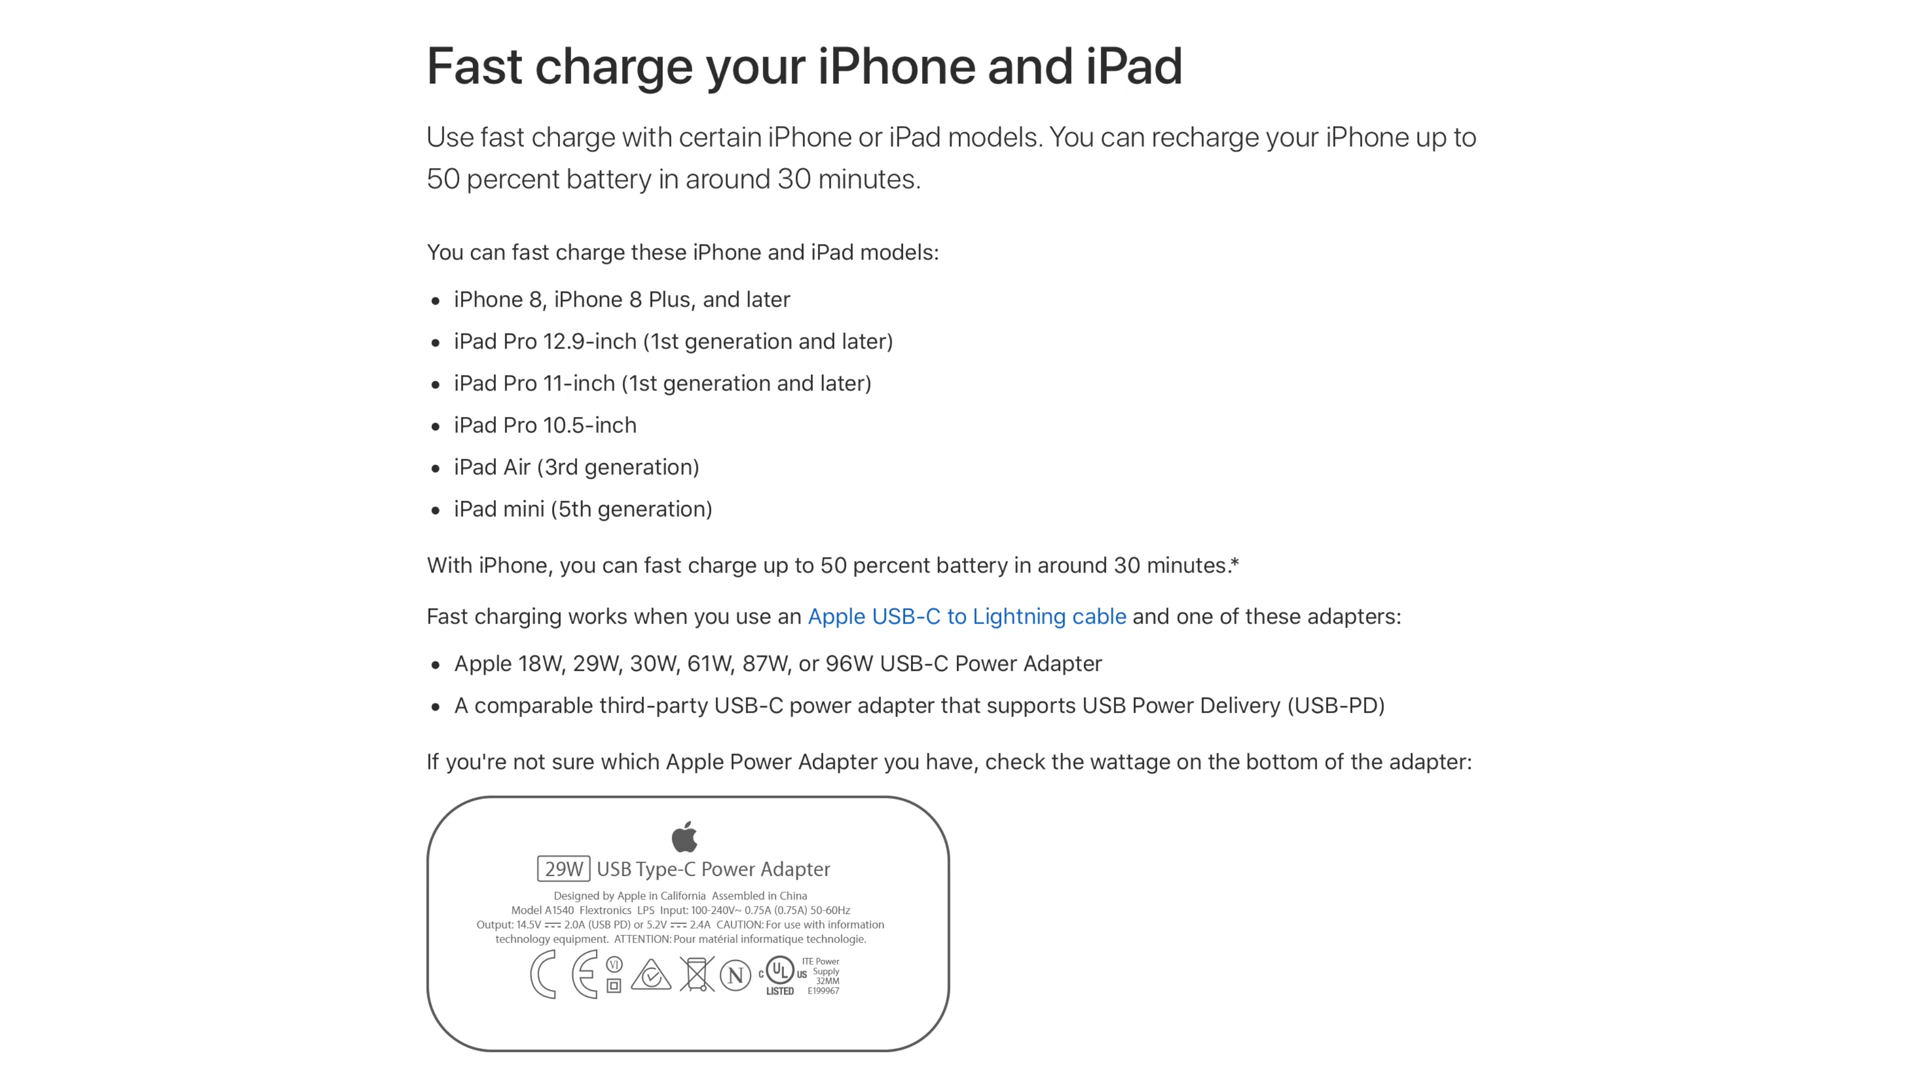 Fast charge your iPhone and iPad
Use fast charge with certain iPhone or iPad models. You can recharge your iPhone up to
50 percent battery in around 30 minutes.
You can fast charge these iPhone and iPad models:
• iPhone 8, iPhone 8 Plus, and later
• iPad Pro 12.9-inch (1st generation and later)
• iPad Pro 11-inch (1st generation and later)
• iPad Pro 10.5-inch
• iPad Air (3rd generation)
• iPad mini (5th generation)
With iPhone, you can fast charge up to 50 percent battery in around 30 minutes.*
Fast charging works when you use an Apple USB-C to Lightning cable and one of these adapters:
• Apple 18W, 29W, 30W, 61W, 87W, or 96W USB-C Power Adapter
• A comparable third-party USB-C power adapter that supports USB Power Delivery (USB-PD)
If you're not sure which Apple Power Adapter you have, check the wattage on the bottom of the adapter:
29W USB Type-C Power Adapter
Designed by Apple in California Assembled in China
Model A1540 Flextronics LPS Input: 100-240V~ 0.75A (0.75A) 50-60Hz
Output: 14.5V ⎓ 2.0A (USB PD) or 5.2V ⎓ 2.4A CAUTION: For use with information
technology equipment. ATTENTION: Pour matérial informatique technologie.
CE VI N C UL US LISTED
ITE Power
Supply
32MM
E199967